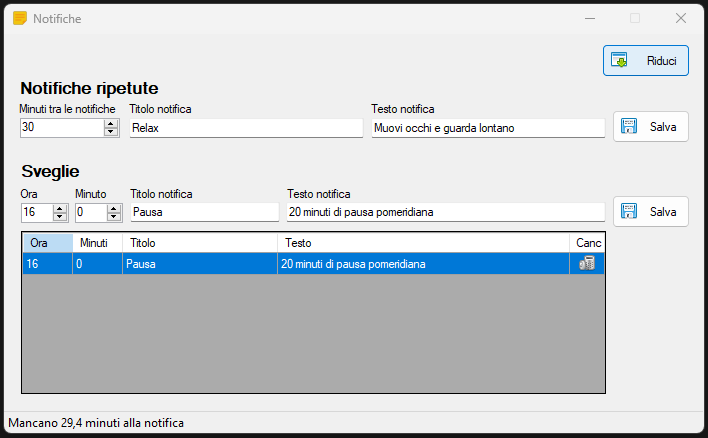 Notifiche
Riduci
Notifiche ripetute
Minuti tra le notifiche Titolo notifica Testo notifica
30 Relax Muovi occhi e guarda lontano Salva
Sveglie
Ora Minuto Titolo notifica Testo notifica
16 0 Pausa 20 minuti di pausa pomeridiana Salva
Ora Minuti Titolo Testo Canc
16 0 Pausa 20 minuti di pausa pomeridiana
Mancano 29,4 minuti alla notifica